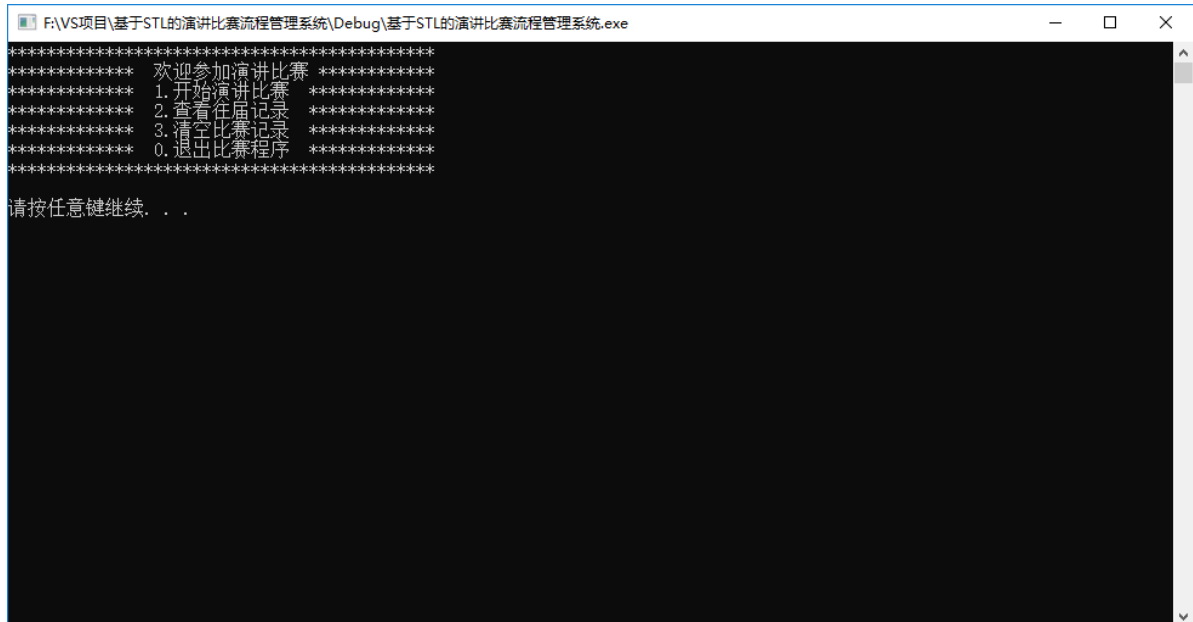 F:\VS项目\基于STL的演讲比赛流程管理系统\Debug\基于STL的演讲比赛流程管理系统.exe
********************************************
*************  欢迎参加演讲比赛 ************
*************  1.开始演讲比赛  *************
*************  2.查看往届记录  *************
*************  3.清空比赛记录  *************
*************  0.退出比赛程序  *************
********************************************
请按任意键继续. . .